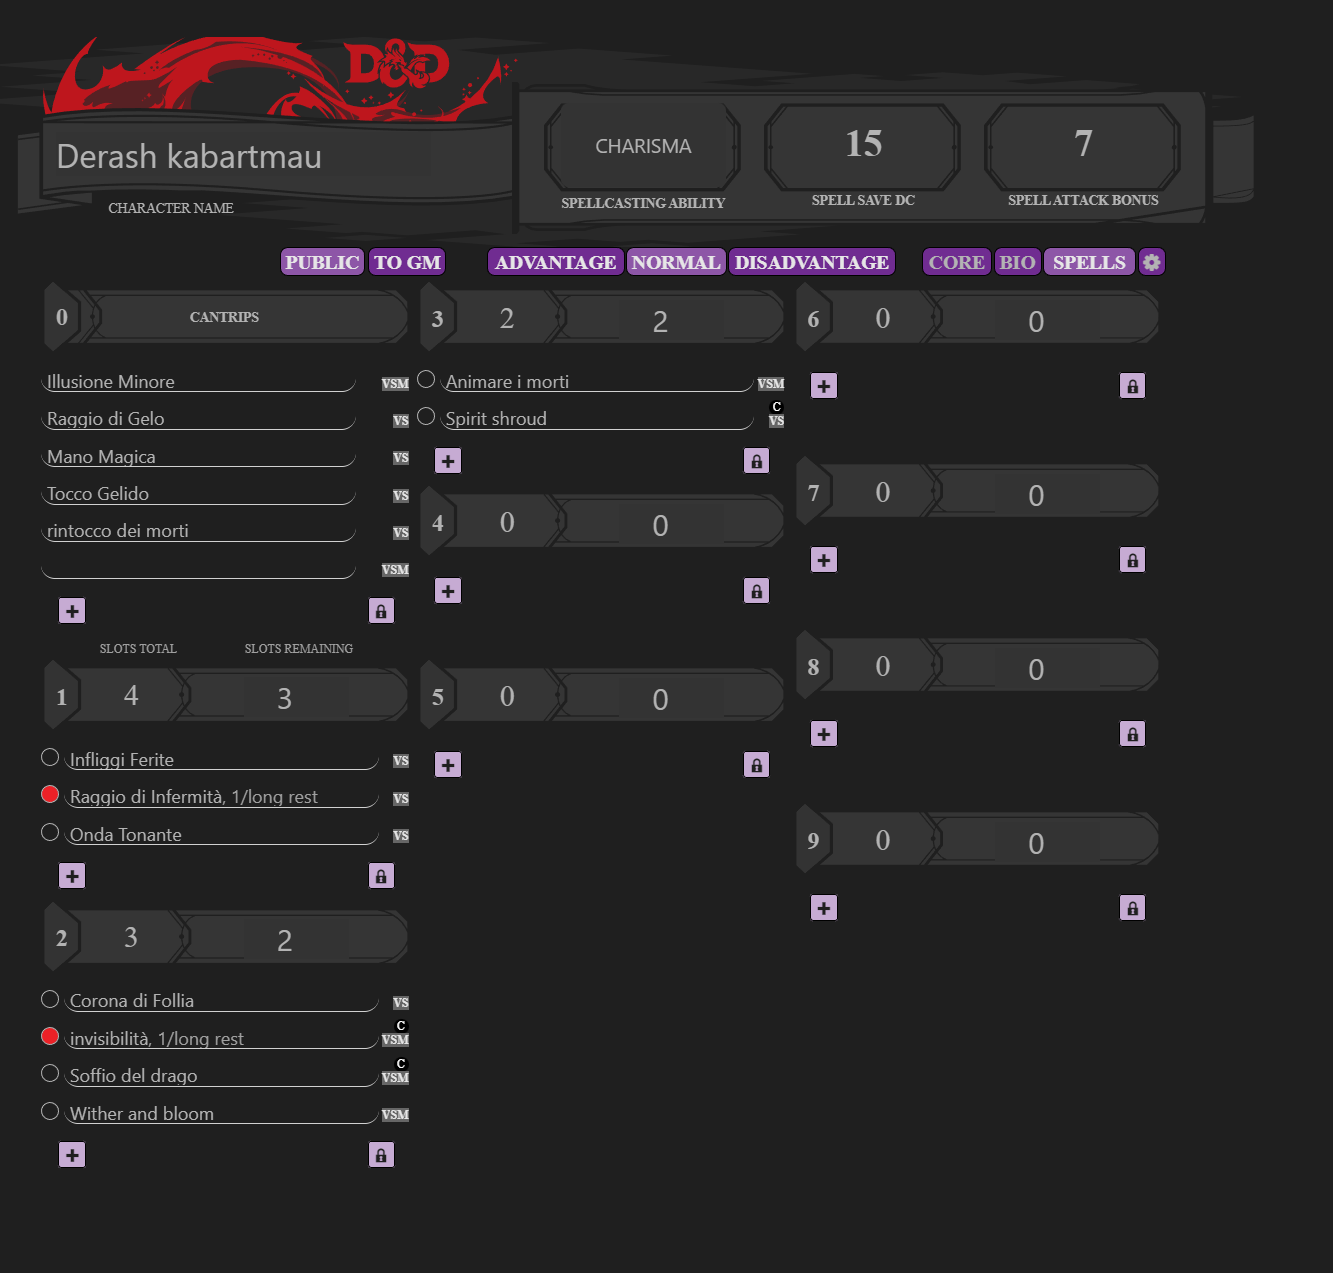 D&D
Derash kabartmau
CHARACTER NAME
CHARISMA
SPELLCASTING ABILITY
15
SPELL SAVE DC
7
SPELL ATTACK BONUS
PUBLIC TO GM ADVANTAGE NORMAL DISADVANTAGE CORE BIO SPELLS
0 CANTRIPS
Illusione Minore VSM
Raggio di Gelo VS
Mano Magica VS
Tocco Gelido VS
rintocco dei morti VS
VSM
+
SLOTS TOTAL SLOTS REMAINING
1 4 3
Infliggi Ferite VS
Raggio di Infermità, 1/long rest VS
Onda Tonante VS
+
2 3 2
Corona di Follia VS
invisibilità, 1/long rest C VSM
Soffio del drago C VSM
Wither and bloom VSM
+
3 2 2
Animare i morti VSM
Spirit shroud C VS
+
4 0 0
+
5 0 0
+
6 0 0
+
7 0 0
+
8 0 0
+
9 0 0
+